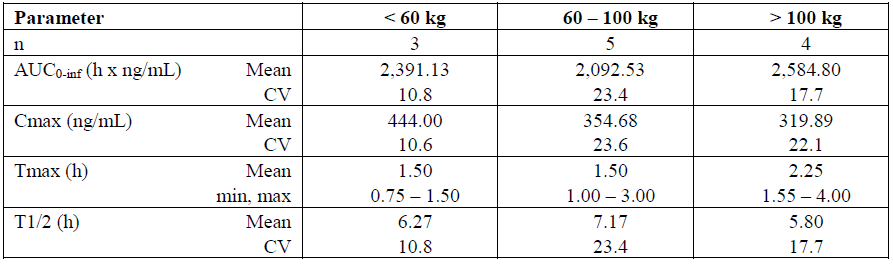 Parameter < 60 kg 60 – 100 kg > 100 kg
n 3 5 4
AUC0-inf (h x ng/mL) Mean 2,391.13 2,092.53 2,584.80
CV 10.8 23.4 17.7
Cmax (ng/mL) Mean 444.00 354.68 319.89
CV 10.6 23.6 22.1
Tmax (h) Mean 1.50 1.50 2.25
min, max 0.75 – 1.50 1.00 – 3.00 1.55 – 4.00
T1/2 (h) Mean 6.27 7.17 5.80
CV 10.8 23.4 17.7